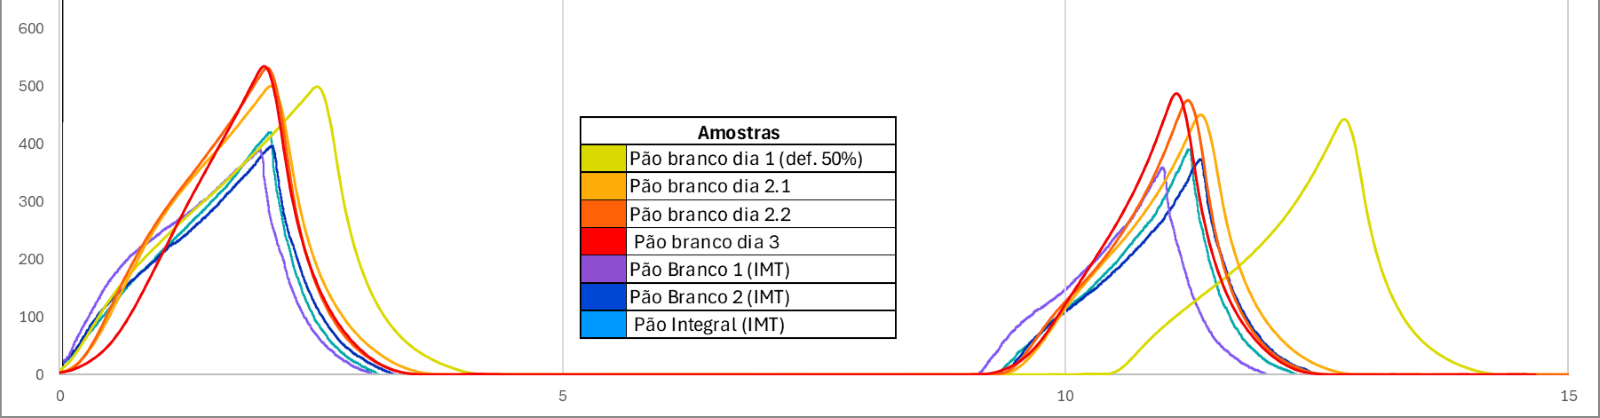 600
500
400
300
200
100
0
Amostras
Pão branco dia 1 (def. 50%)
Pão branco dia 2.1
Pão branco dia 2.2
Pão branco dia 3
Pão Branco 1 (IMT)
Pão Branco 2 (IMT)
Pão Integral (IMT)
0 5 10 15